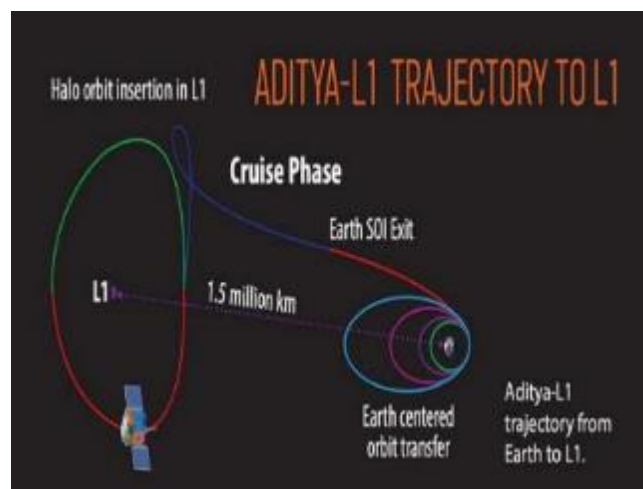 ADITYA-L1 TRAJECTORY TO L1
Halo orbit insertion in L1
Cruise Phase
Earth SOI Exit
L1
1.5 million km
Earth centered
orbit transfer
Aditya-L1
trajectory from
Earth to L1.